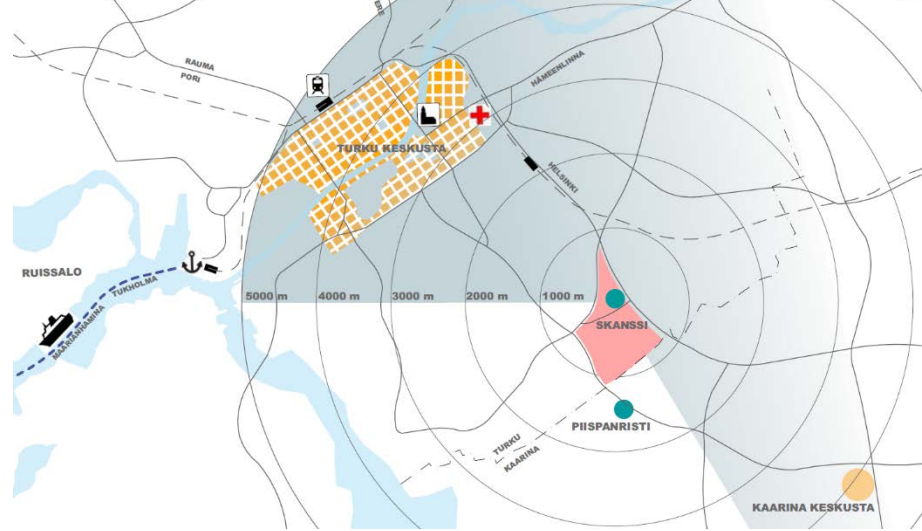 ERE
RAUMA
PORI
HÄMEENLINNA
TURKU KESKUSTA
HELSINKI
RUISSALO
TUKHOLMA
MAARIANHAMINA
5000 m
4000 m
3000 m
2000 m
1000 m
SKANSSI
PIISPANRISTI
TURKU
KAARINA
KAARINA KESKUSTA